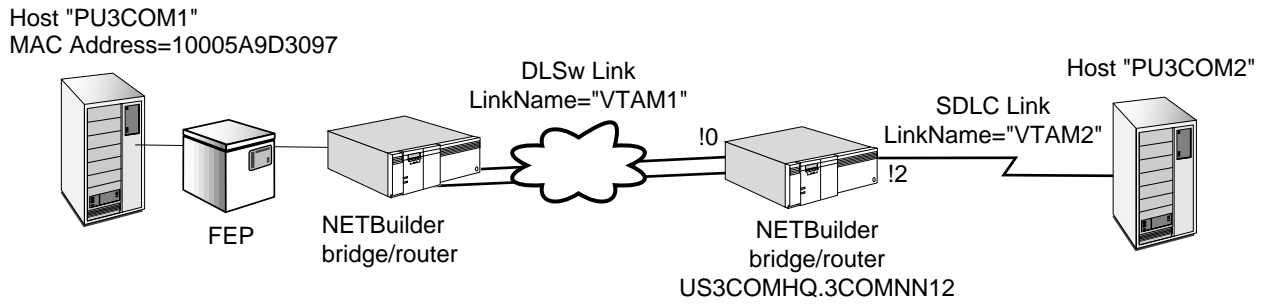 Host "PU3COM1"
MAC Address=10005A9D3097
DLSw Link
LinkName="VTAM1"
Host "PU3COM2"
SDLC Link
LinkName="VTAM2"
!0
!2
FEP
NETBuilder
bridge/router
NETBuilder
bridge/router
US3COMHQ.3COMNN12